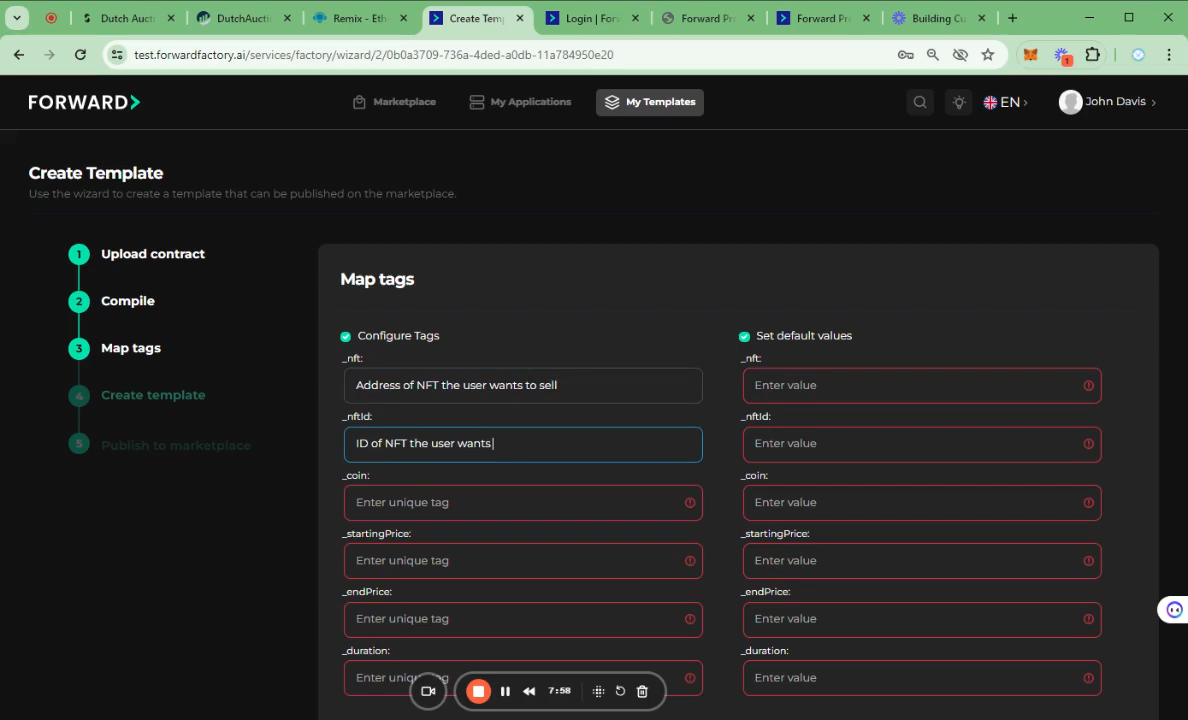 Dutch Aucti
DutchAuctio
Remix - Eth
Create Temp
Login | For
Forward Pro
Forward Pro
Building Cu
test.forwardfactory.ai/services/factory/wizard/2/0b0a3709-736a-4ded-a0db-11a784950e20
1
FORWARD
Marketplace
My Applications
My Templates
EN
John Davis
Create Template
Use the wizard to create a template that can be published on the marketplace.
1 Upload contract
2 Compile
3 Map tags
4 Create template
5 Publish to marketplace
Map tags
Configure Tags
Set default values
_nft:
_nft:
Address of NFT the user wants to sell
Enter value
_nftId:
_nftId:
ID of NFT the user wants
Enter value
_coin:
_coin:
Enter unique tag
Enter value
_startingPrice:
_startingPrice:
Enter unique tag
Enter value
_endPrice:
_endPrice:
Enter unique tag
Enter value
_duration:
_duration:
Enter
Enter value
7:58